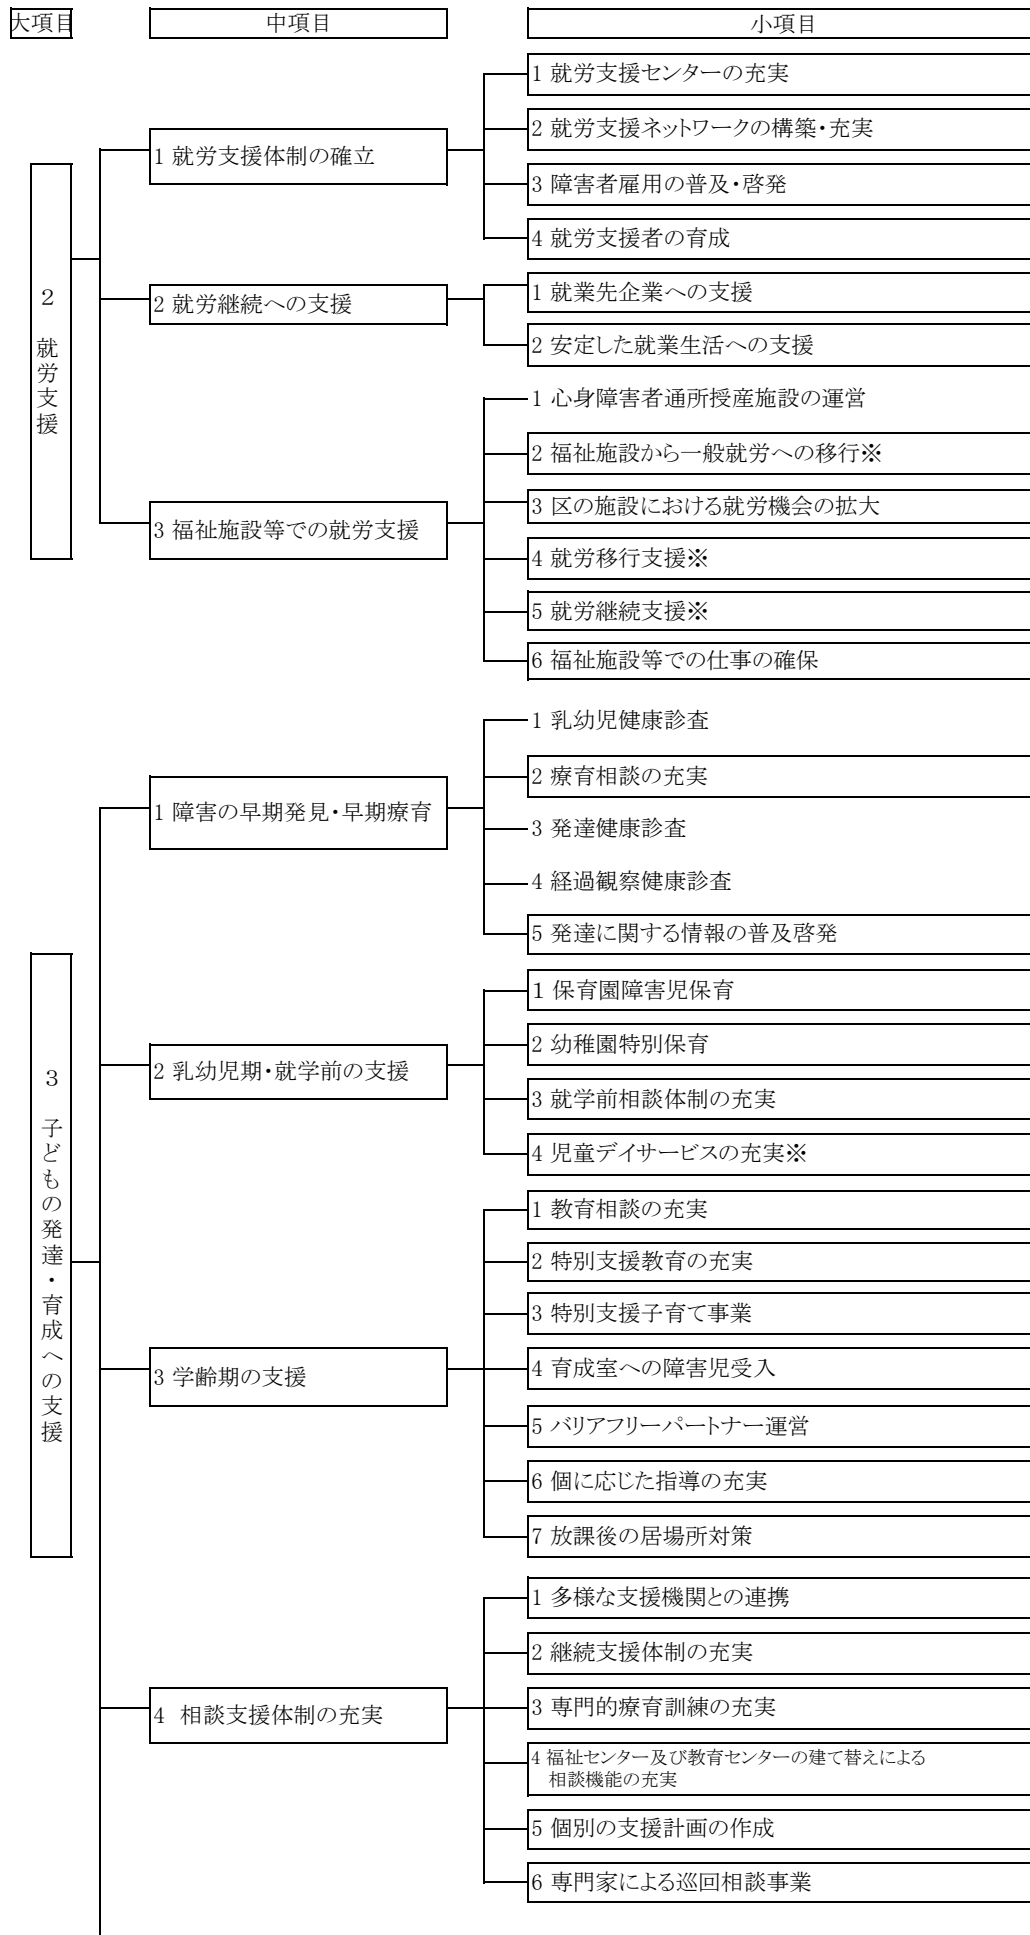 大項目
中項目
小項目
2 就労支援
1 就労支援体制の確立
1 就労支援センターの充実
2 就労支援ネットワークの構築・充実
3 障害者雇用の普及・啓発
4 就労支援者の育成
2 就労継続への支援
1 就業先企業への支援
2 安定した就業生活への支援
3 福祉施設等での就労支援
1 心身障害者通所授産施設の運営
2 福祉施設から一般就労への移行※
3 区の施設における就労機会の拡大
4 就労移行支援※
5 就労継続支援※
6 福祉施設等での仕事の確保
3 子どもの発達・育成への支援
1 障害の早期発見・早期療育
1 乳幼児健康診査
2 療育相談の充実
3 発達健康診査
4 経過観察健康診査
5 発達に関する情報の普及啓発
2 乳幼児期・就学前の支援
1 保育園障害児保育
2 幼稚園特別保育
3 就学前相談体制の充実
4 児童デイサービスの充実※
3 学齢期の支援
1 教育相談の充実
2 特別支援教育の充実
3 特別支援子育て事業
4 育成室への障害児受入
5 バリアフリーパートナー運営
6 個に応じた指導の充実
7 放課後の居場所対策
4 相談支援体制の充実
1 多様な支援機関との連携
2 継続支援体制の充実
3 専門的療育訓練の充実
4 福祉センター及び教育センターの建て替えによる
相談機能の充実
5 個別の支援計画の作成
6 専門家による巡回相談事業